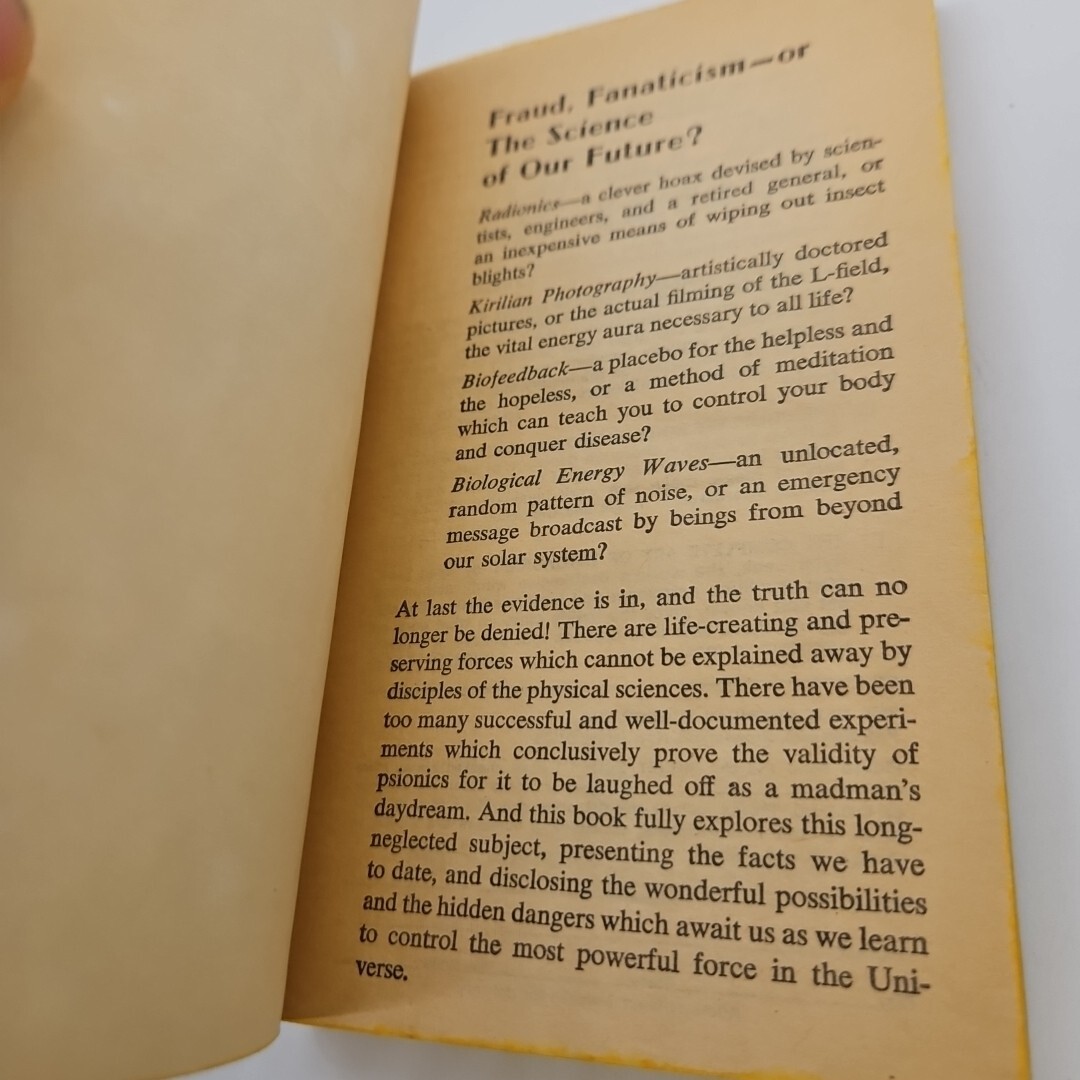 Fraud, Fanaticism—or
The Science
of Our Future?
Radionics—a clever hoax devised by scien-
tists, engineers, and a retired general, or
an inexpensive means of wiping out insect
blights?
Kirilian Photography—artistically doctored
pictures, or the actual filming of the L-field,
the vital energy aura necessary to all life?
Biofeedback—a placebo for the helpless and
the hopeless, or a method of meditation
which can teach you to control your body
and conquer disease?
Biological Energy Waves—an unlocated,
random pattern of noise, or an emergency
message broadcast by beings from beyond
our solar system?
At last the evidence is in, and the truth can no
longer be denied! There are life-creating and pre-
serving forces which cannot be explained away by
disciples of the physical sciences. There have been
too many successful and well-documented experi-
ments which conclusively prove the validity of
psionics for it to be laughed off as a madman's
daydream. And this book fully explores this long-
neglected subject, presenting the facts we have
to date, and disclosing the wonderful possibilities
and the hidden dangers which await us as we learn
to control the most powerful force in the Uni-
verse.